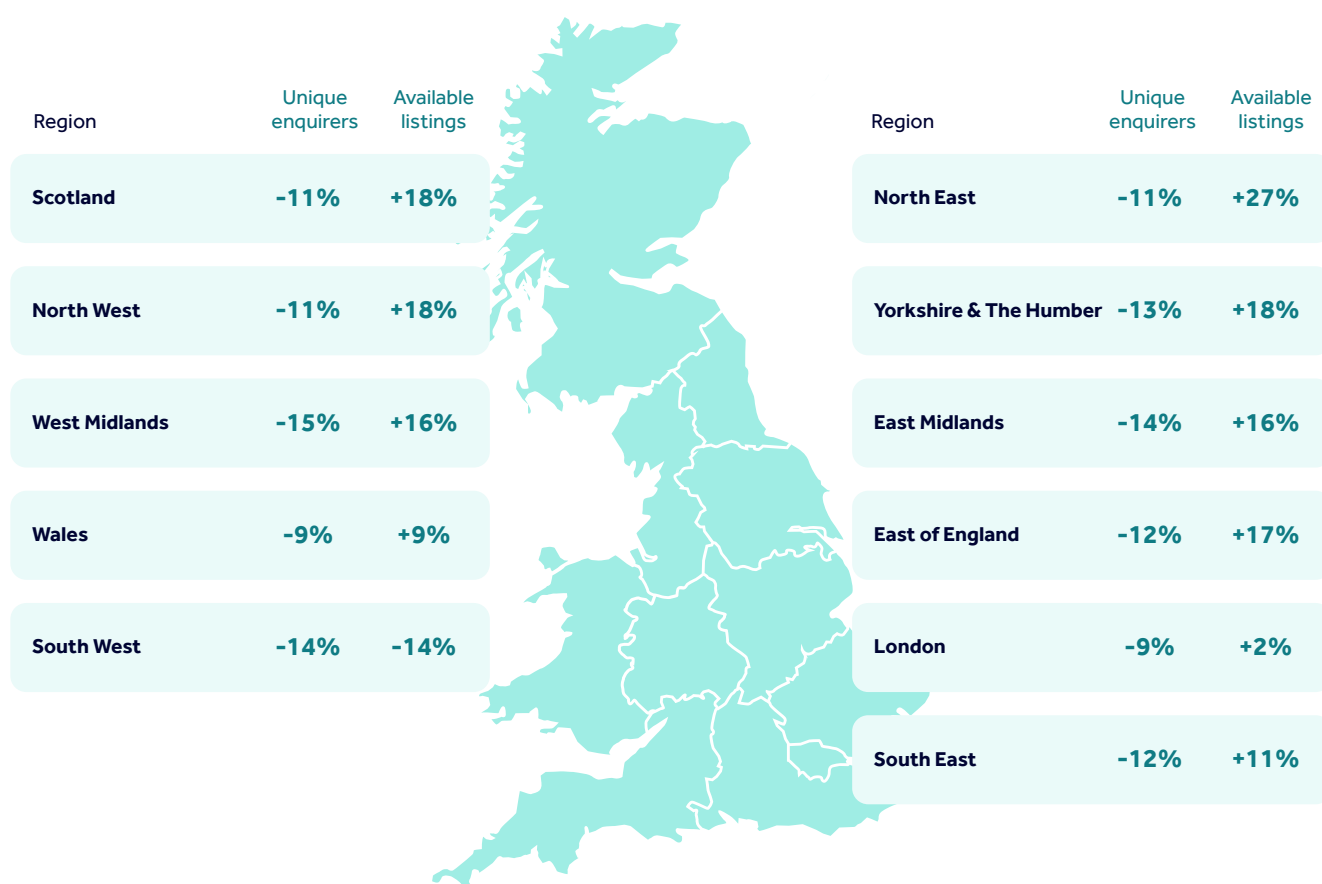 Region Unique enquirers Available listings
Scotland -11% +18%
North West -11% +18%
West Midlands -15% +16%
Wales -9% +9%
South West -14% -14%
Region Unique enquirers Available listings
North East -11% +27%
Yorkshire & The Humber -13% +18%
East Midlands -14% +16%
East of England -12% +17%
London -9% +2%
South East -12% +11%